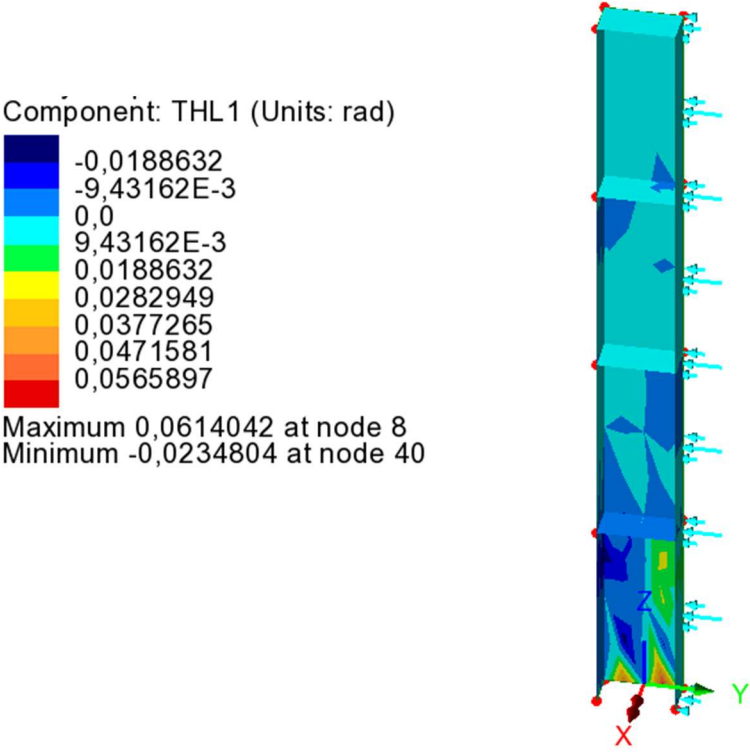 Component: THL1 (Units: rad)
-0,0188632
-9,43162E-3
0,0
9,43162E-3
0,0188632
0,0282949
0,0377265
0,0471581
0,0565897
Maximum 0,0614042 at node 8
Minimum -0,0234804 at node 40
Z
Y
X